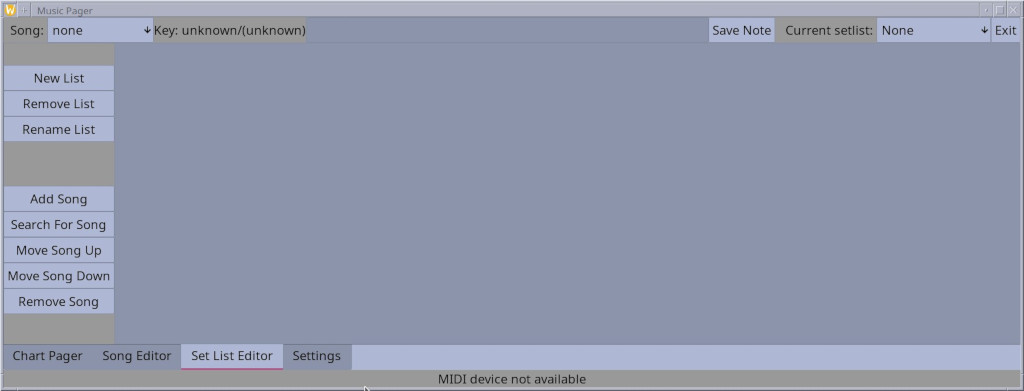 W Music Pager
Song: none Key: unknown/(unknown) Save Note Current setlist: None Exit
New List
Remove List
Rename List
Add Song
Search For Song
Move Song Up
Move Song Down
Remove Song
Chart Pager Song Editor Set List Editor Settings
MIDI device not available